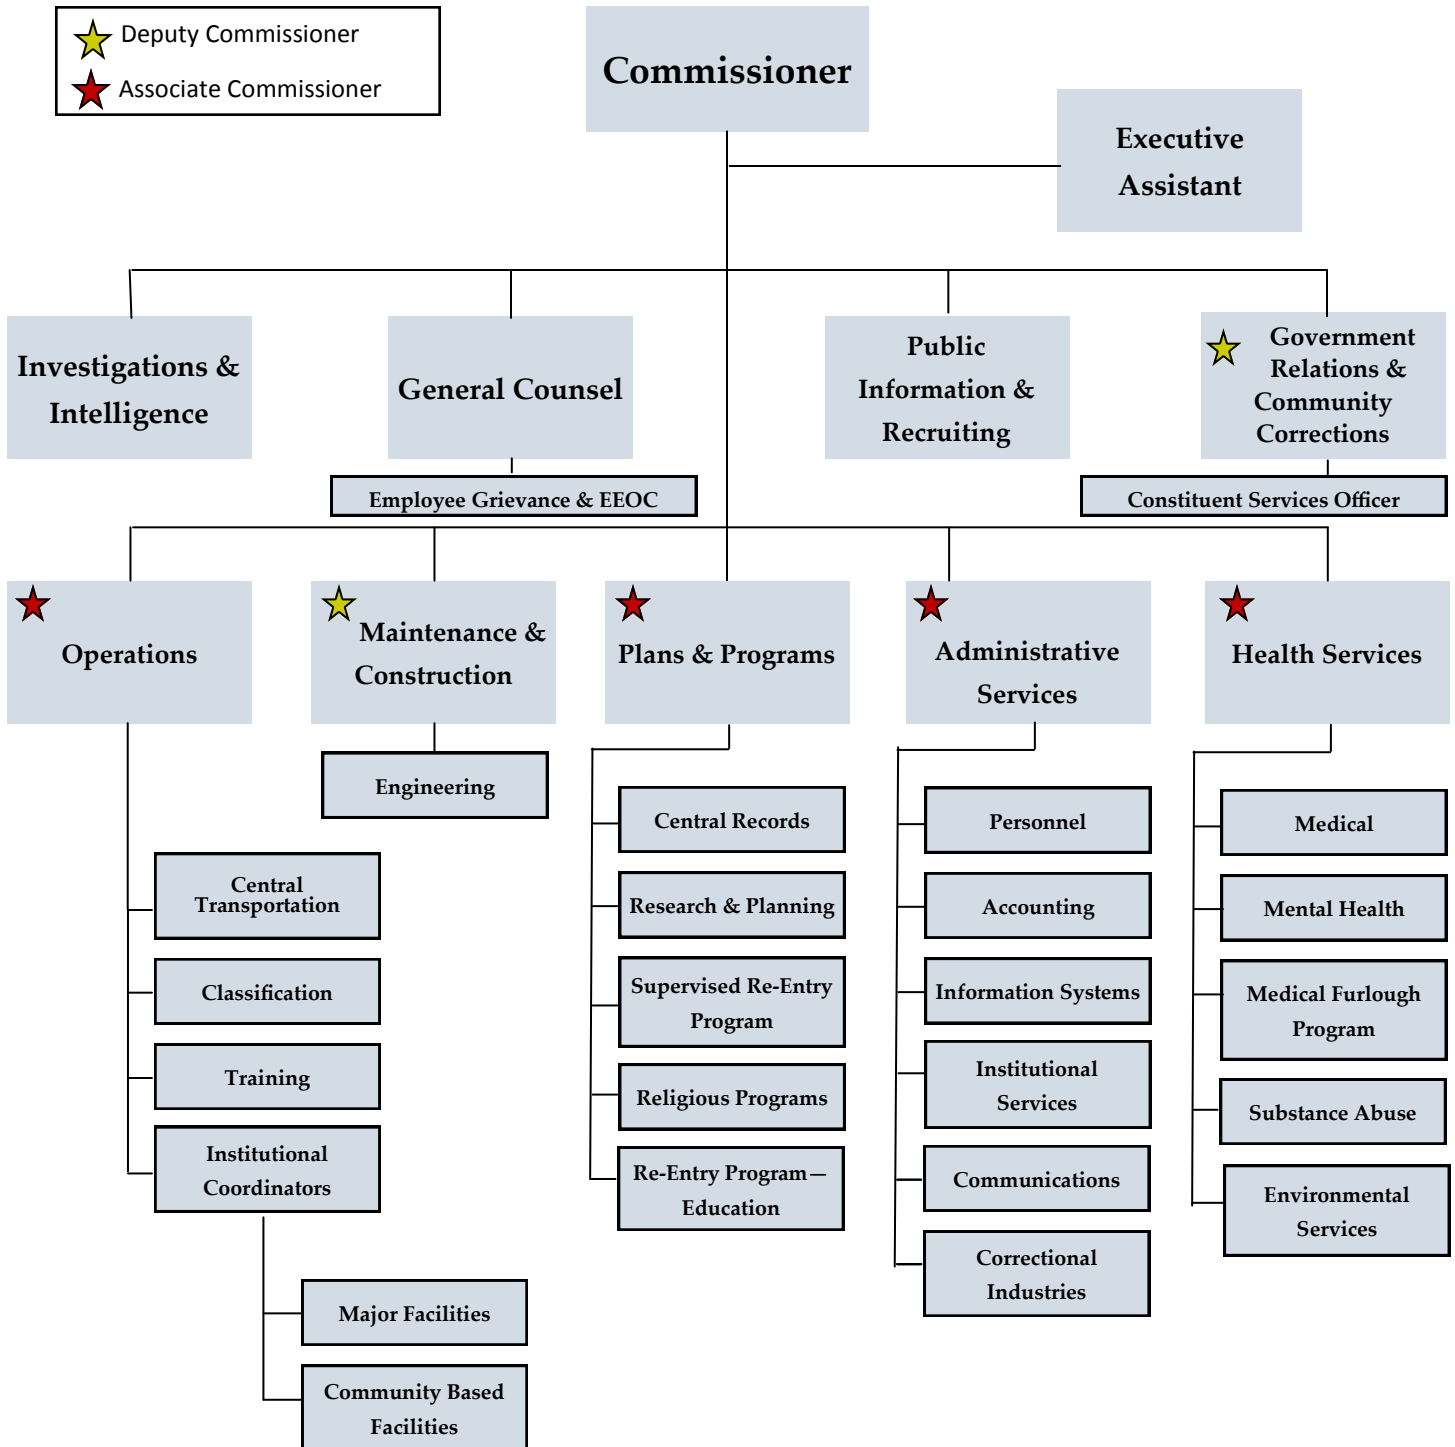 Deputy Commissioner
Associate Commissioner
Commissioner
Executive
Assistant
Investigations &
Intelligence
General Counsel
Public
Information &
Recruiting
Government
Relations &
Community
Corrections
Employee Grievance & EEOC
Constituent Services Officer
Operations
Maintenance &
Construction
Plans & Programs
Administrative
Services
Health Services
Engineering
Central
Transportation
Classification
Training
Institutional
Coordinators
Major Facilities
Community Based
Facilities
Central Records
Research & Planning
Supervised Re-Entry
Program
Religious Programs
Re-Entry Program—
Education
Personnel
Accounting
Information Systems
Institutional
Services
Communications
Correctional
Industries
Medical
Mental Health
Medical Furlough
Program
Substance Abuse
Environmental
Services